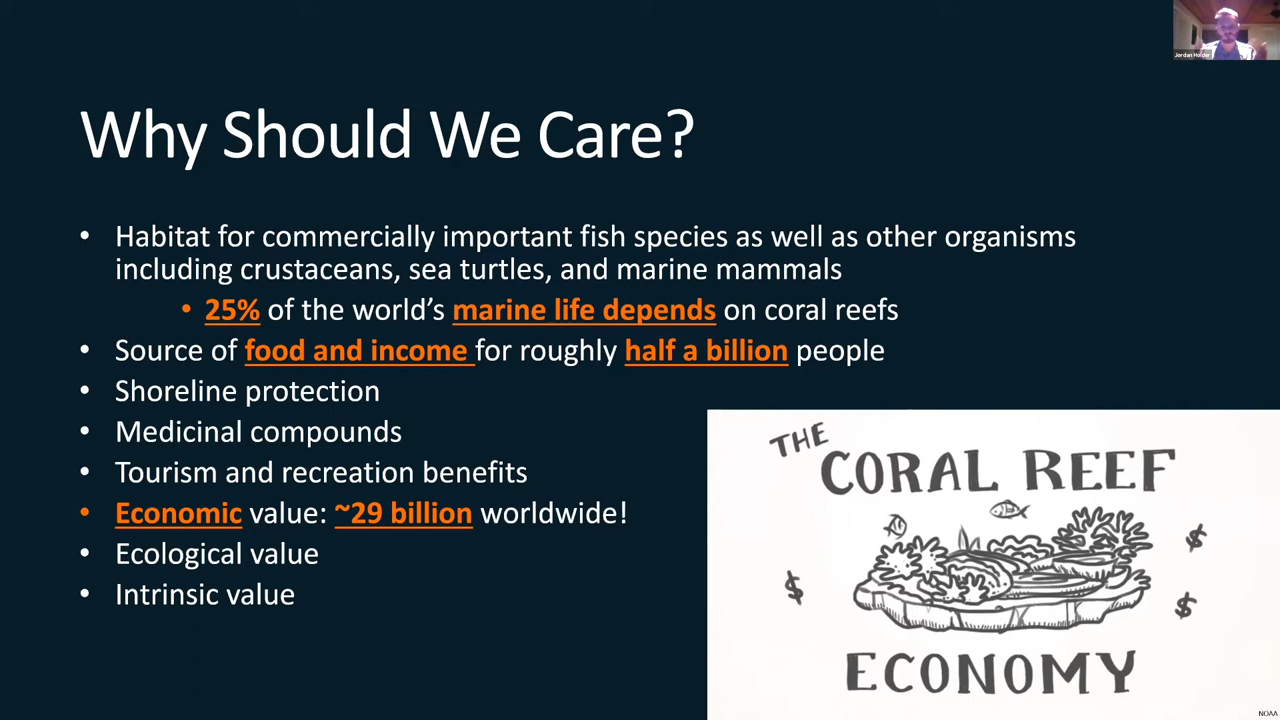 Jordan Holder
Why Should We Care?
• Habitat for commercially important fish species as well as other organisms
including crustaceans, sea turtles, and marine mammals
• 25% of the world's marine life depends on coral reefs
• Source of food and income for roughly half a billion people
• Shoreline protection
• Medicinal compounds
• Tourism and recreation benefits
• Economic value: ~29 billion worldwide!
• Ecological value
• Intrinsic value
THE
CORAL REEF
$
$
$
ECONOMY
NOAA